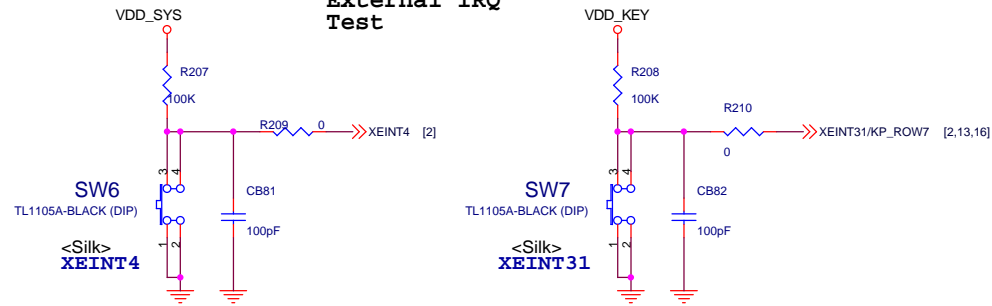 External IRQ
Test
VDD_SYS
R207
100K
R209 0
XEINT4 [2]
3
4
SW6
TL1105A-BLACK (DIP)
CB81
100pF
1
2
<Silk>
XEINT4
VDD_KEY
R208
100K
R210
0
XEINT31/KP_ROW7 [2,13,16]
3
4
SW7
TL1105A-BLACK (DIP)
CB82
100pF
1
2
<Silk>
XEINT31